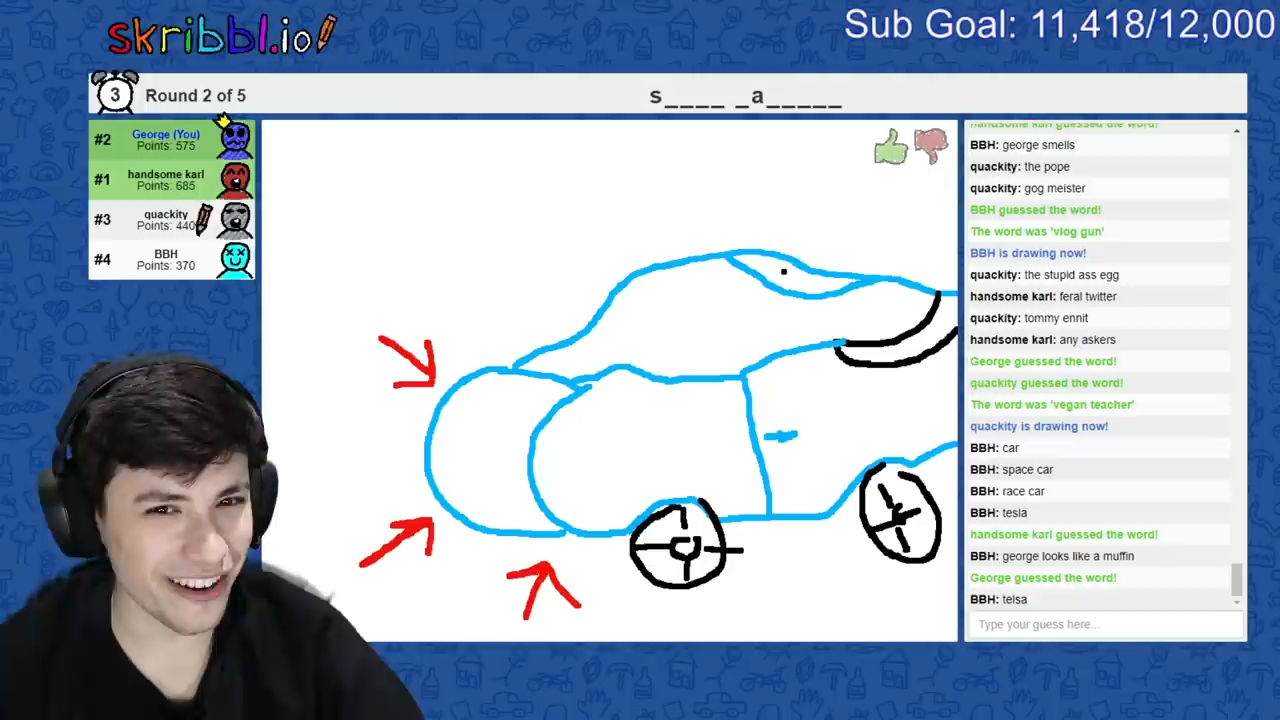 skribbl.io
Sub Goal: 11,418/12,000
3
Round 2 of 5
s____ _a_____
#2
George (You)
Points: 575
#1
handsome karl
Points: 685
#3
quackity
Points: 440
#4
BBH
Points: 370
handsome karl guessed the word!
BBH: george smells
quackity: the pope
quackity: gog meister
BBH guessed the word!
The word was 'vlog gun'
BBH is drawing now!
quackity: the stupid ass egg
handsome karl: feral twitter
quackity: tommy ennit
handsome karl: any askers
George guessed the word!
quackity guessed the word!
The word was 'vegan teacher'
quackity is drawing now!
BBH: car
BBH: space car
BBH: race car
BBH: tesla
handsome karl guessed the word!
BBH: george looks like a muffin
George guessed the word!
BBH: telsa
Type your guess here...